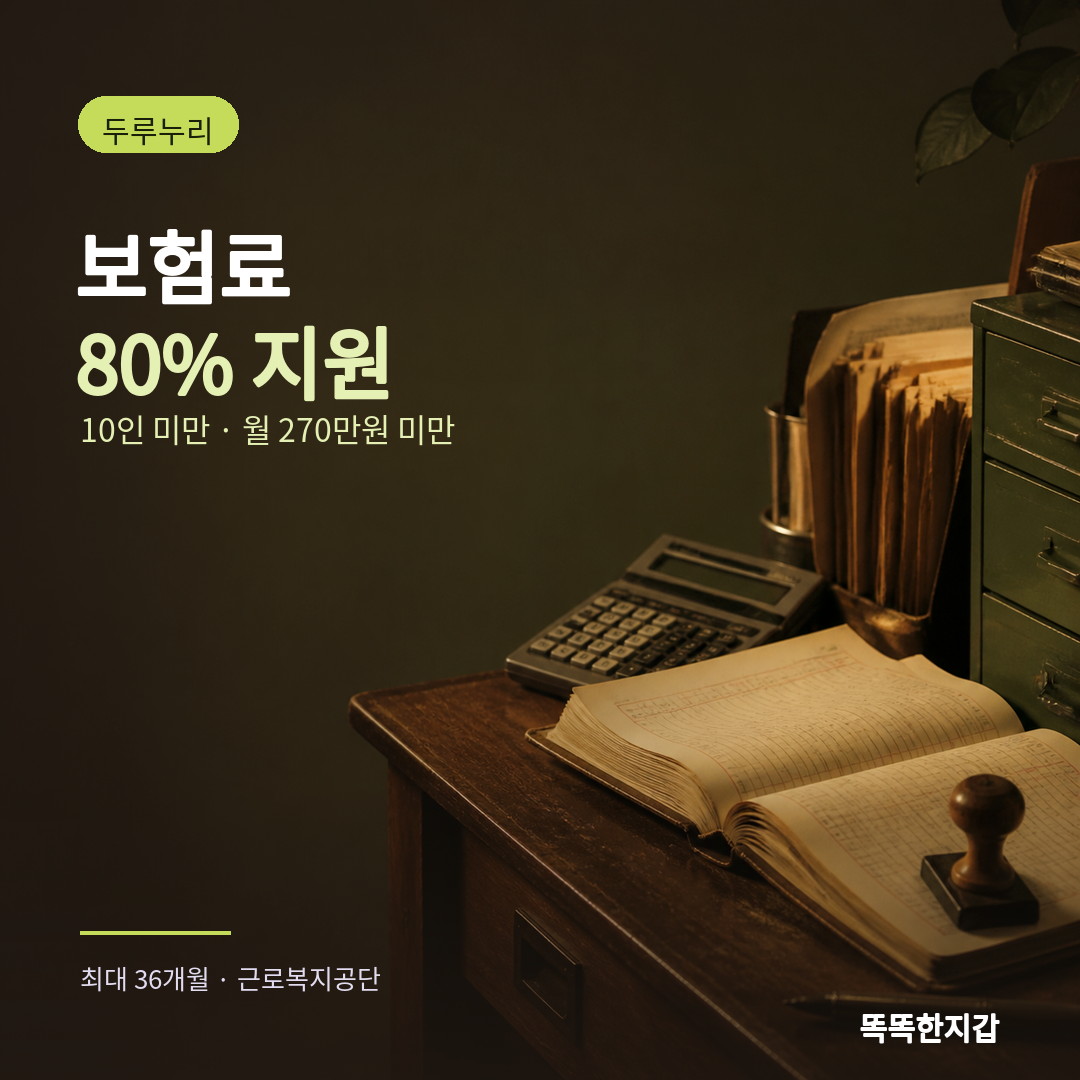 두루누리
보험료
80% 지원
10인 미만 · 월 270만원 미만
최대 36개월 · 근로복지공단
똑똑한지갑